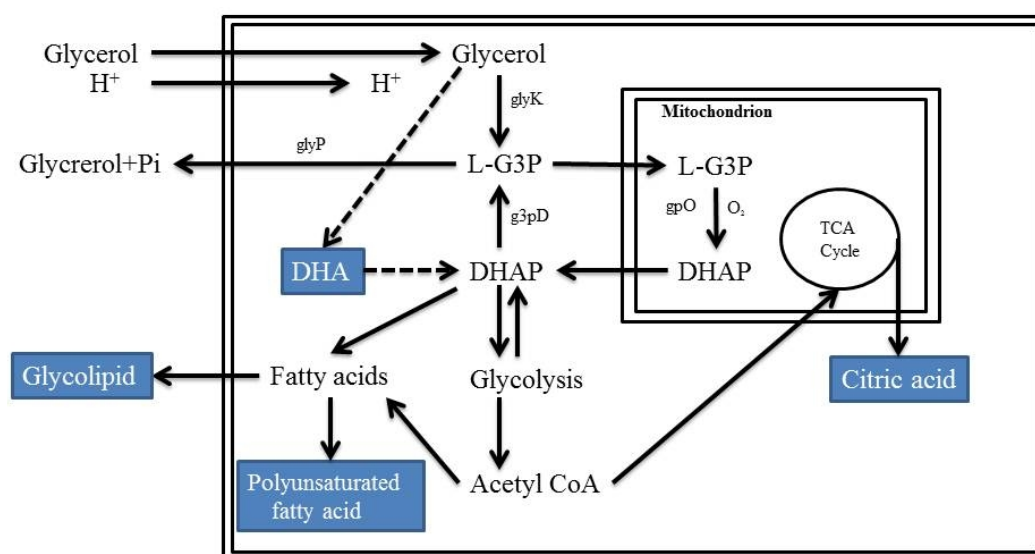 Glycerol
Glycerol
H⁺
H⁺
glyK
Mitochondrion
glyP
Glycrerol+Pi
L-G3P
L-G3P
gpO
O₂
TCA
Cycle
g3pD
DHA
DHAP
DHAP
Glycolipid
Fatty acids
Glycolysis
Citric acid
Polyunsaturated
fatty acid
Acetyl CoA